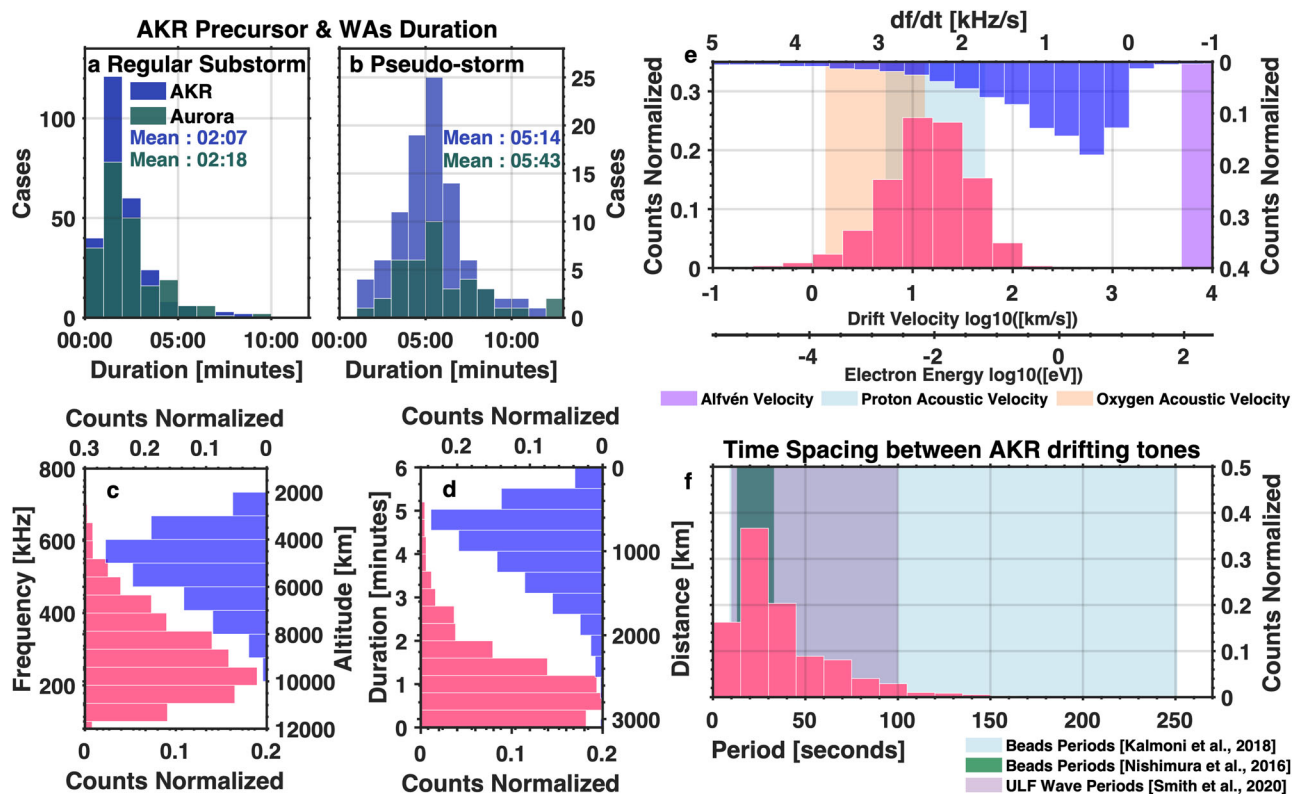 AKR Precursor & WAs Duration
a Regular Substorm
AKR
Aurora
Mean : 02:07
Mean : 02:18
100
50
0
Cases
00:00 05:00 10:00
Duration [minutes]
b Pseudo-storm
Mean : 05:14
Mean : 05:43
25
20
15
10
5
0
Cases
00:00 05:00 10:00
Duration [minutes]
df/dt [kHz/s]
5 4 3 2 1 0 -1
e
0.3
0.2
0.1
0
Counts Normalized
0
0.1
0.2
0.3
0.4
Counts Normalized
-1 0 1 2 3 4
Drift Velocity log10([km/s])
-4 -2 0 2
Electron Energy log10([eV])
Alfvén Velocity
Proton Acoustic Velocity
Oxygen Acoustic Velocity
Counts Normalized
0.3 0.2 0.1 0
c
800
600
400
200
Frequency [kHz]
2000
4000
6000
8000
10000
12000
Altitude [km]
0 0.1 0.2
Counts Normalized
Counts Normalized
0.2 0.1 0
d
6
5
4
3
2
1
0
Duration [minutes]
0
1000
2000
3000
Distance [km]
0 0.1 0.2
Counts Normalized
Time Spacing between AKR drifting tones
f
0.5
0.4
0.3
0.2
0.1
0
Counts Normalized
0 50 100 150 200 250
Period [seconds]
Beads Periods [Kalmoni et al., 2018]
Beads Periods [Nishimura et al., 2016]
ULF Wave Periods [Smith et al., 2020]